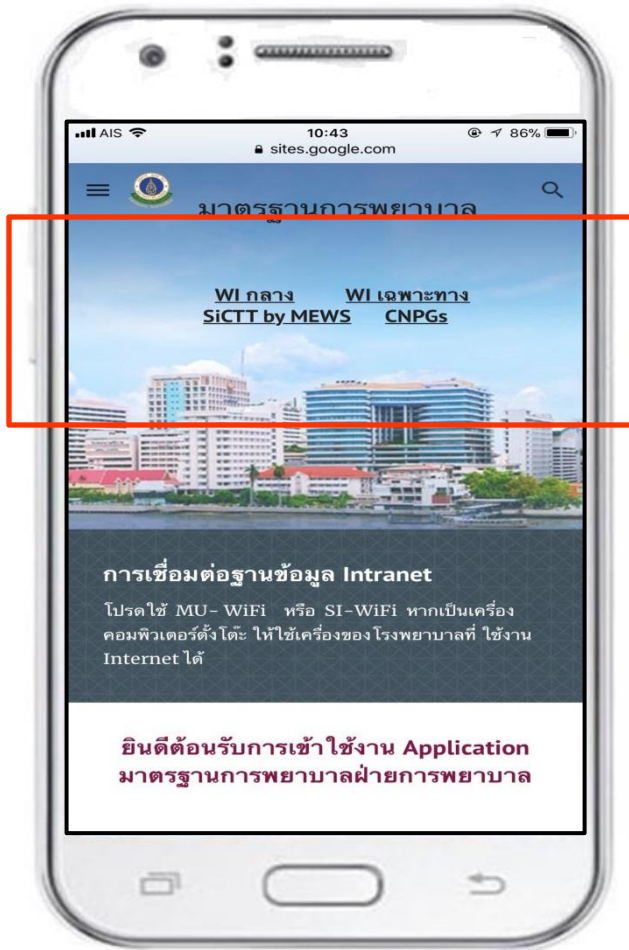 AIS 10:43 86%
sites.google.com
มาตรฐานการพยาบาล
WI กลาง WI เฉพาะทาง
SiCTT by MEWS CNPGs
การเชื่อมต่อฐานข้อมูล Intranet
โปรดใช้ MU- WiFi หรือ SI-WiFi หากเป็นเครื่อง
คอมพิวเตอร์ตั้งโต๊ะ ให้ใช้เครื่องของโรงพยาบาลที่ ใช้งาน
Internet ได้
ยินดีต้อนรับการเข้าใช้งาน Application
มาตรฐานการพยาบาลฝ่ายการพยาบาล